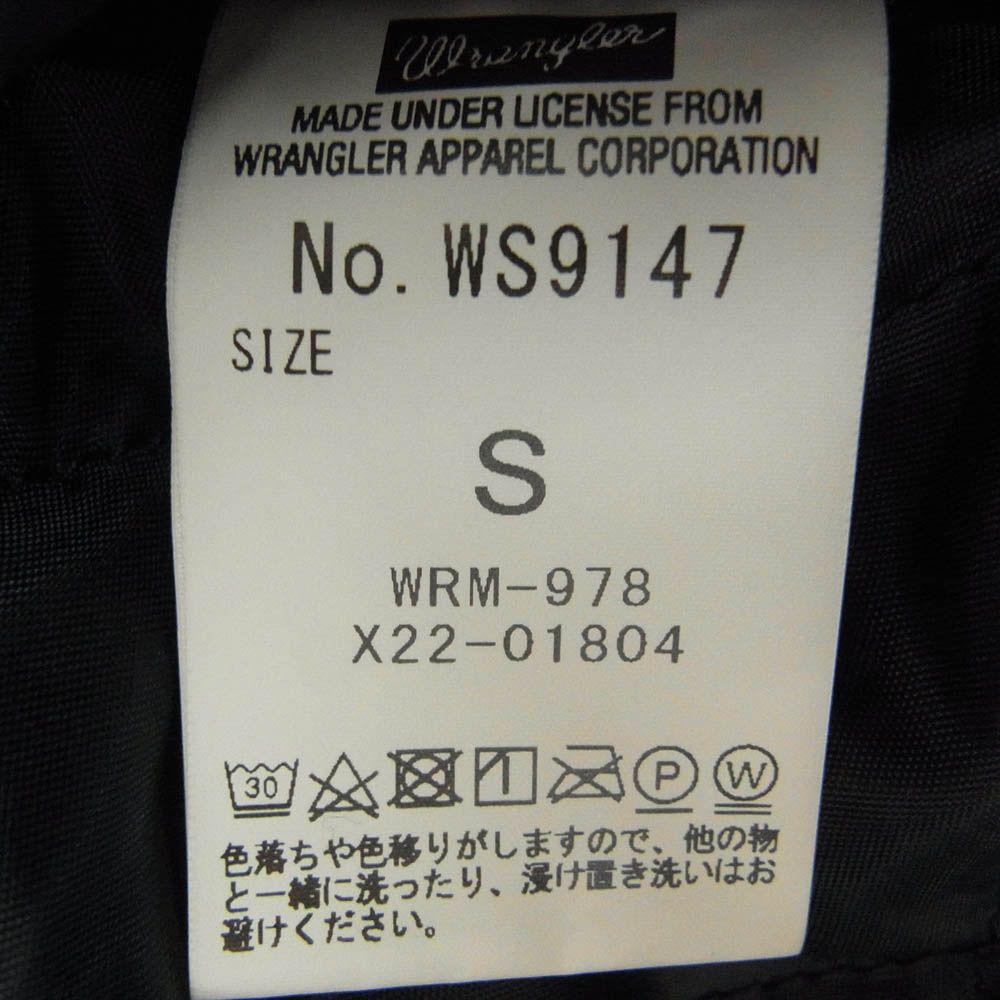 Wrangler
MADE UNDER LICENSE FROM
WRANGLER APPAREL CORPORATION
No. WS9147
SIZE
S
WRM-978
X22-01804
30 P W
色落ちや色移りがしますので、他の物
と一緒に洗ったり、浸け置き洗いはお
避けください。